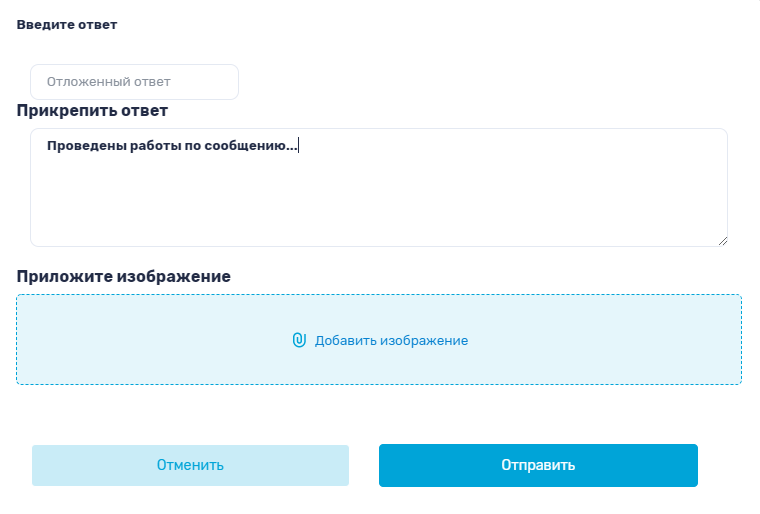 Введите ответ
Отложенный ответ
Прикрепить ответ
Проведены работы по сообщению...
Приложите изображение
Добавить изображение
Отменить
Отправить